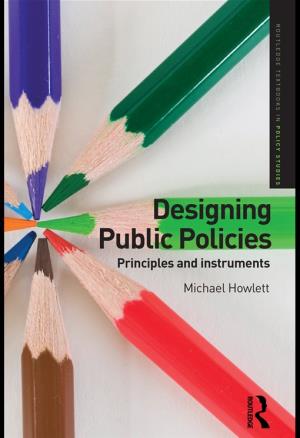 ROUTLEDGE TEXTBOOKS IN POLICY STUDIES
Designing
Public Policies
Principles and instruments
Michael Howlett
R
ROUTLEDGE